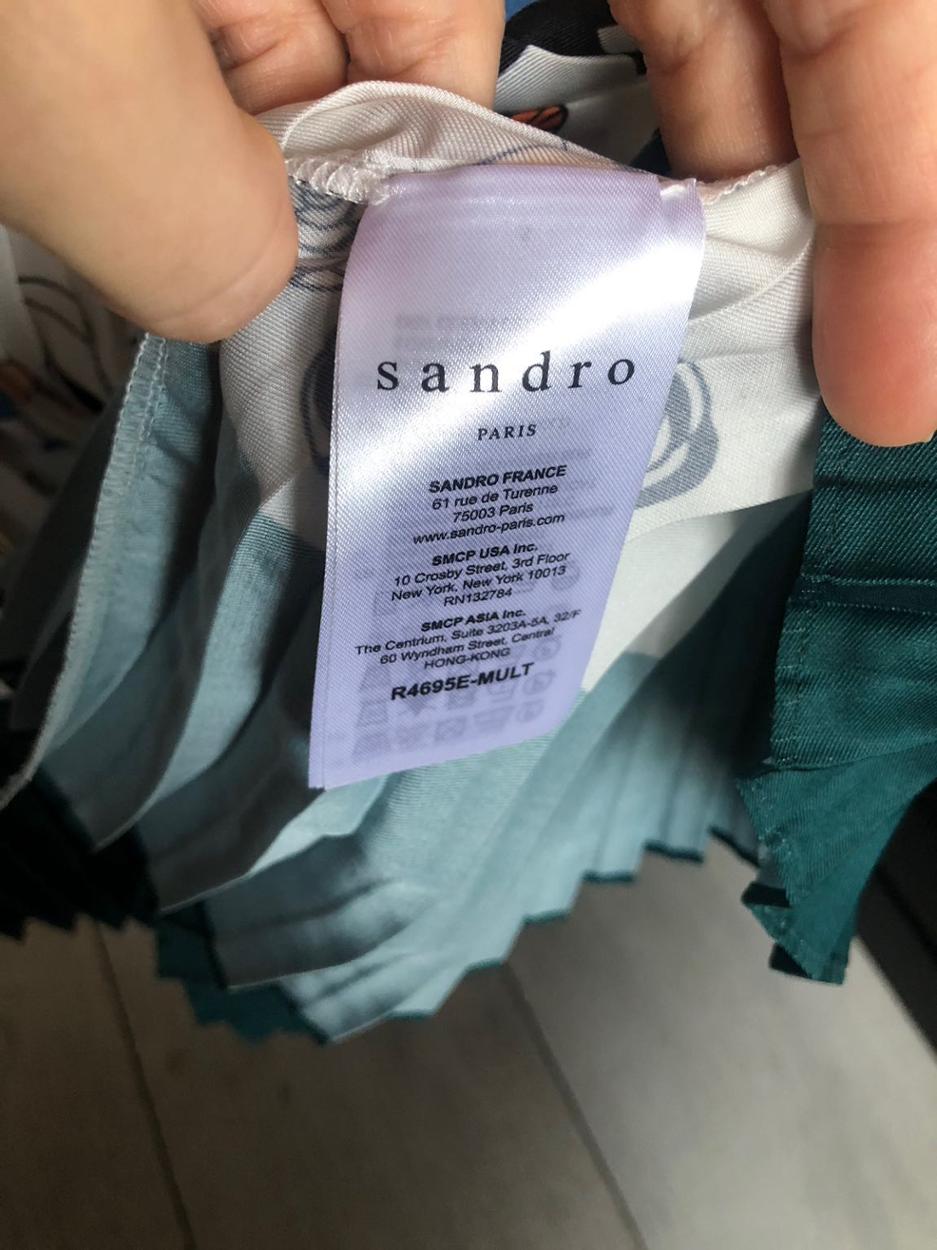 sandro
PARIS
SANDRO FRANCE
61 rue de Turenne
75003 Paris
www.sandro-paris.com
SMCP USA Inc.
10 Crosby Street, 3rd Floor
New York, New York 10013
RN132784
SMCP ASIA Inc.
The Centrium, Suite 3203A-5A, 32/F
60 Wyndham Street, Central
HONG-KONG
R4695E-MULT